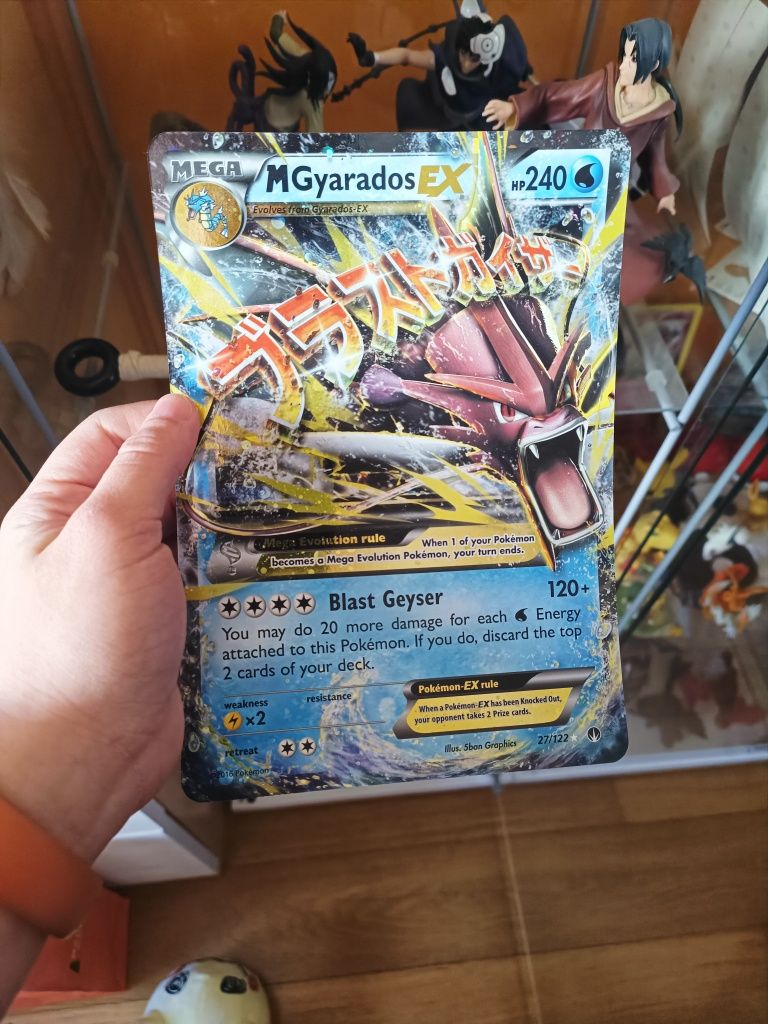 MEGA
MGyaradosEX
HP240
Evolves from Gyarados-EX
ブラストガイザー
Mega Evolution rule
When 1 of your Pokémon
becomes a Mega Evolution Pokémon, your turn ends.
Blast Geyser 120+
You may do 20 more damage for each Energy
attached to this Pokémon. If you do, discard the top
2 cards of your deck.
weakness resistance
×2
retreat
Pokémon-EX rule
When a Pokémon-EX has been Knocked Out,
your opponent takes 2 Prize cards.
Illus. 5ban Graphics
27/122
©2016 Pokémon